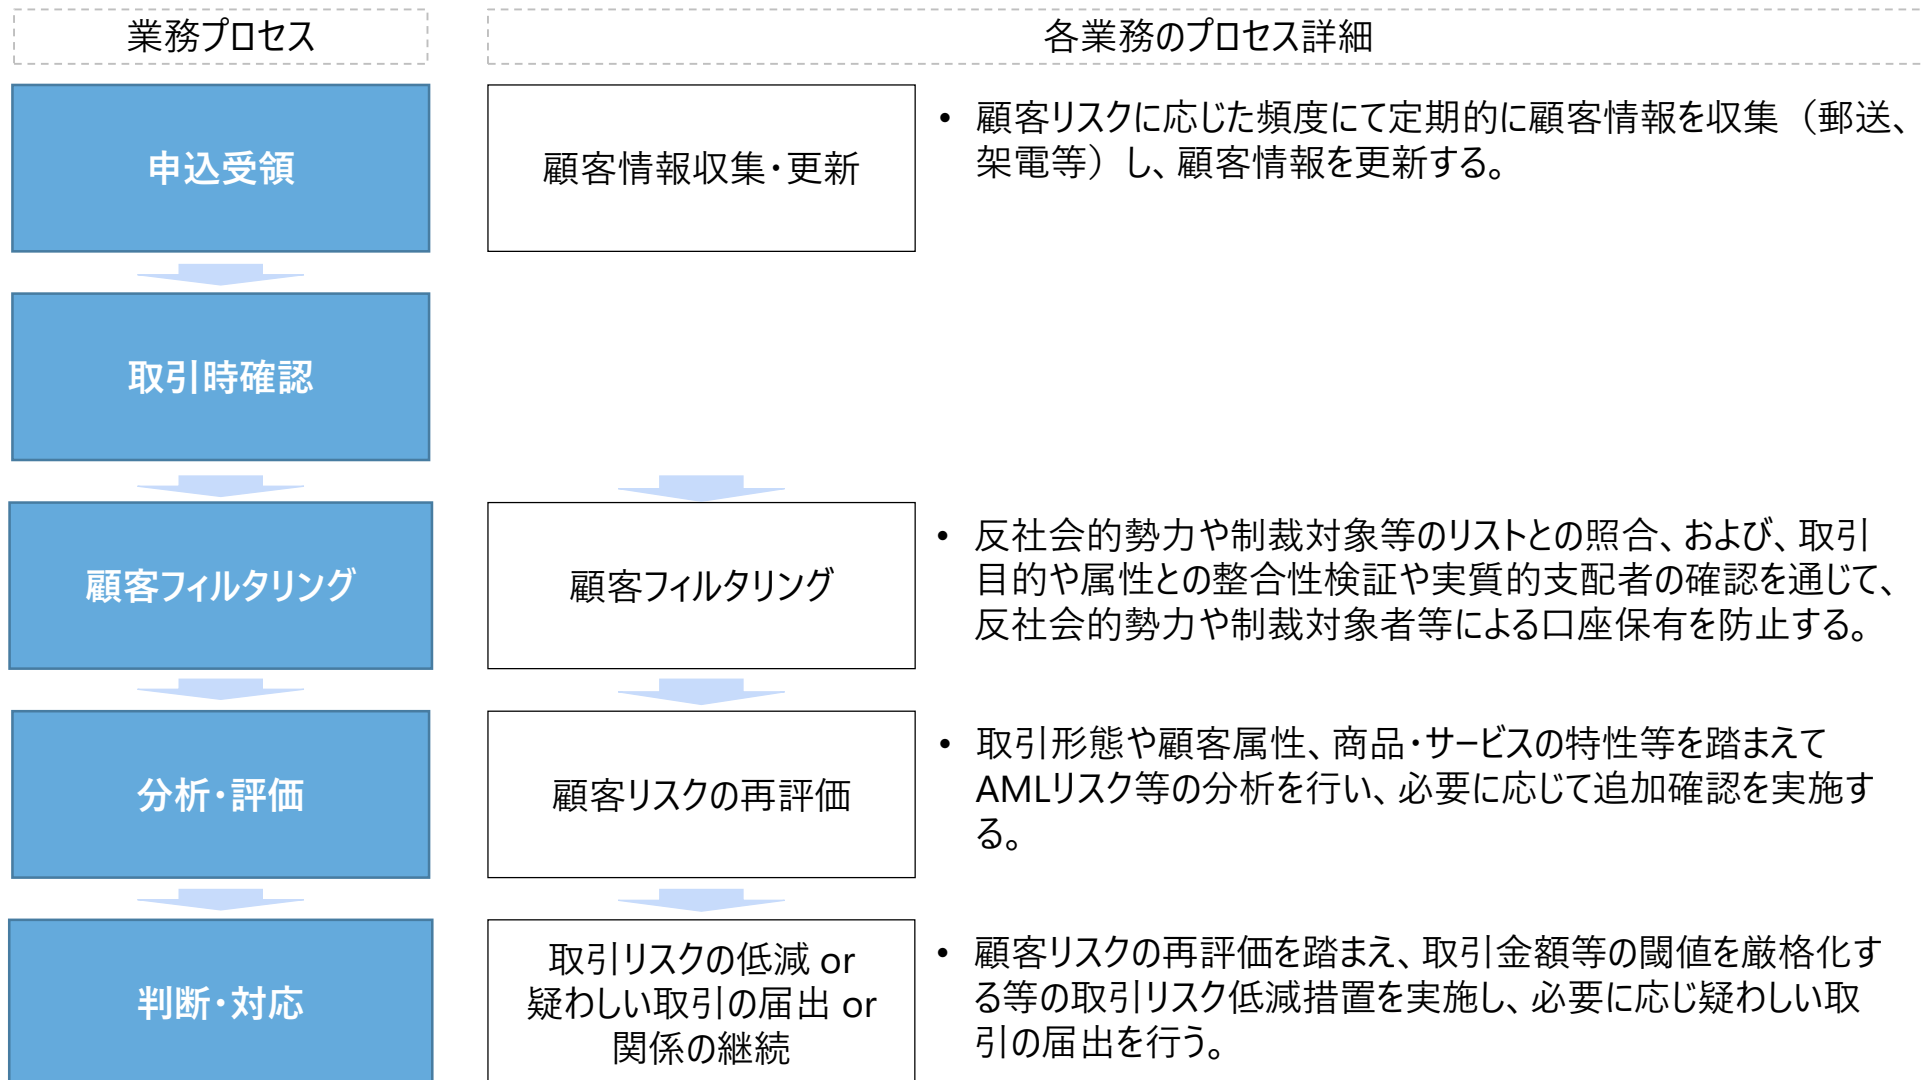 業務プロセス
各業務のプロセス詳細
申込受領
顧客情報収集・更新
• 顧客リスクに応じた頻度にて定期的に顧客情報を収集（郵送、
架電等）し、顧客情報を更新する。
取引時確認
顧客フィルタリング
顧客フィルタリング
• 反社会的勢力や制裁対象等のリストとの照合、および、取引
目的や属性との整合性検証や実質的支配者の確認を通じて、
反社会的勢力や制裁対象者等による口座保有を防止する。
分析・評価
顧客リスクの再評価
• 取引形態や顧客属性、商品・サービスの特性等を踏まえて
AMLリスク等の分析を行い、必要に応じて追加確認を実施す
る。
判断・対応
取引リスクの低減 or
疑わしい取引の届出 or
関係の継続
• 顧客リスクの再評価を踏まえ、取引金額等の閾値を厳格化す
る等の取引リスク低減措置を実施し、必要に応じ疑わしい取
引の届出を行う。